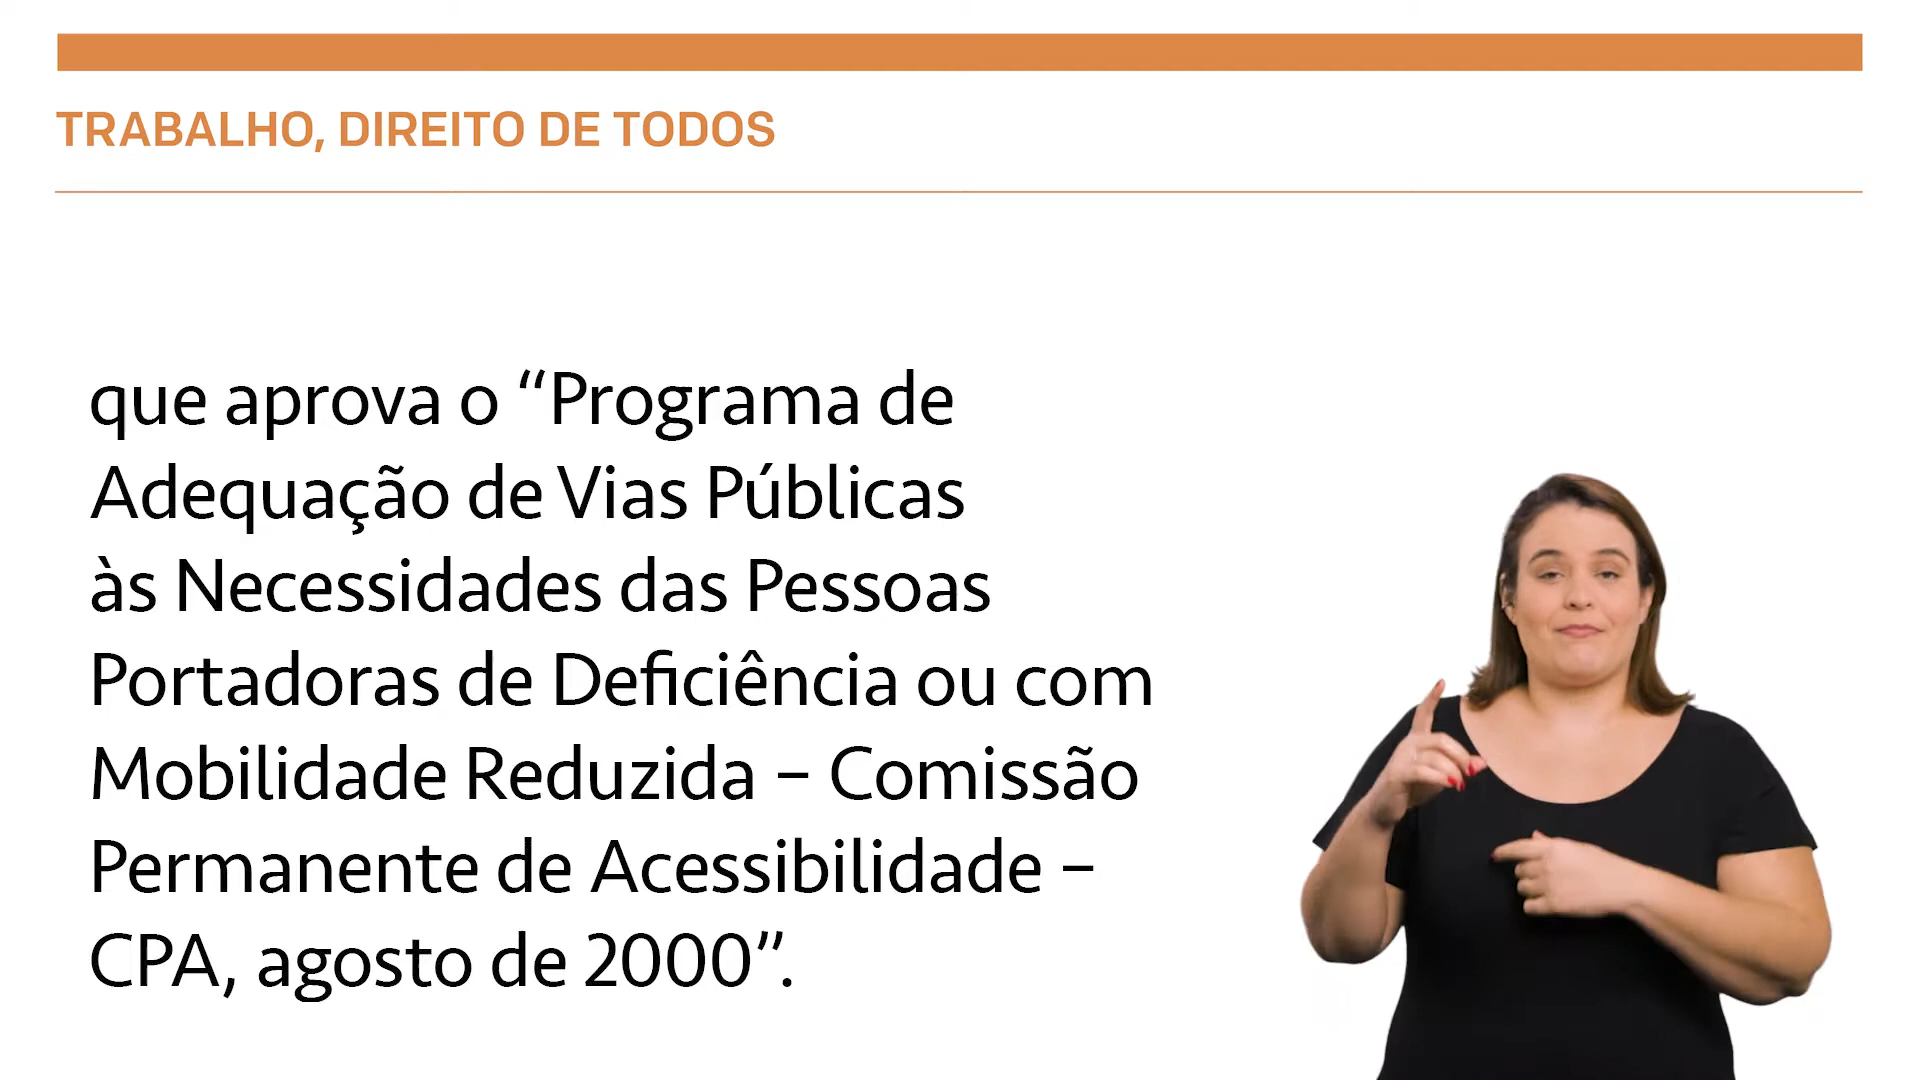 TRABALHO, DIREITO DE TODOS
que aprova o “Programa de
Adequação de Vias Públicas
às Necessidades das Pessoas
Portadoras de Deficiência ou com
Mobilidade Reduzida – Comissão
Permanente de Acessibilidade –
CPA, agosto de 2000”.